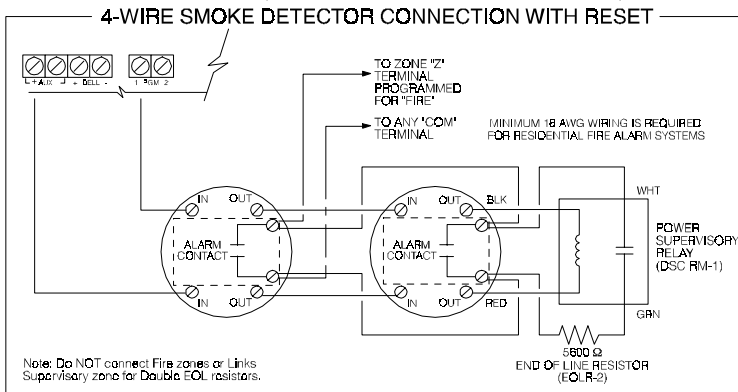 4-WIRE SMOKE DETECTOR CONNECTION WITH RESET
+ AUX - + BELL - 1 PGM 2
TO ZONE "Z"
TERMINAL
PROGRAMMED
FOR "FIRE"
TO ANY "COM"
TERMINAL
MINIMUM 18 AWG WIRING IS REQUIRED
FOR RESIDENTIAL FIRE ALARM SYSTEMS
IN OUT IN OUT BLK
WHT
ALARM
CONTACT
ALARM
CONTACT
POWER
SUPERVISORY
RELAY
(DSC RM-1)
IN OUT IN OUT RED
GRN
5600 Ω
END OF LINE RESISTOR
(EOLR-2)
Note: Do NOT connect Fire zones or Links
Supervisory zone for Double EOL resistors.